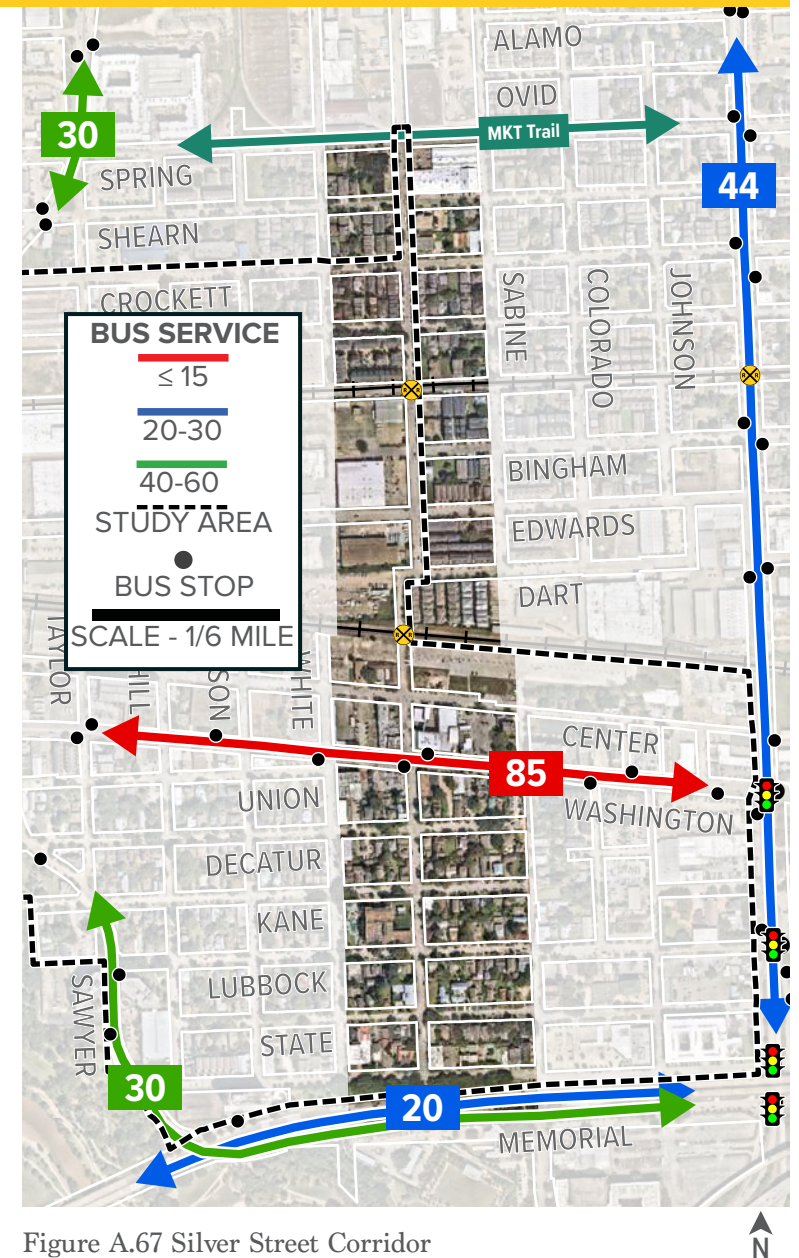 ALAMO
OVID
MKT Trail
30
SPRING
44
SHEARN
CROCKETT
SABINE
COLORADO
JOHNSON
BUS SERVICE
≤ 15
20-30
40-60
STUDY AREA
BUS STOP
SCALE - 1/6 MILE
BINGHAM
EDWARDS
DART
TAYLOR
HILL
SON
WHITE
CENTER
85
UNION
WASHINGTON
DECATUR
KANE
LUBBOCK
SAWYER
STATE
30
20
MEMORIAL
Figure A.67 Silver Street Corridor
N